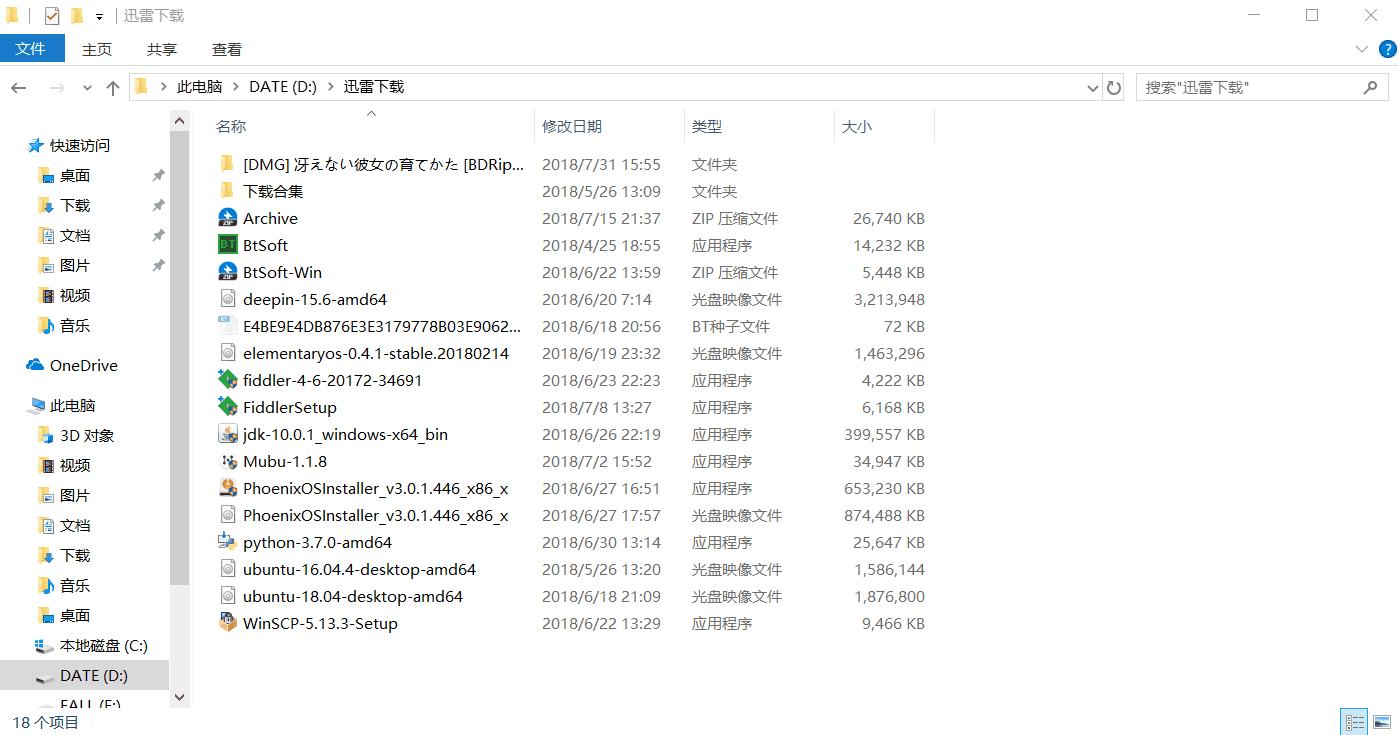 迅雷下载
文件 主页 共享 查看
此电脑 DATE (D:) 迅雷下载 搜索"迅雷下载"
名称 修改日期 类型 大小
快速访问
桌面
下载
文档
图片
视频
音乐
OneDrive
此电脑
3D 对象
视频
图片
文档
下载
音乐
桌面
本地磁盘 (C:)
DATE (D:)
[DMG] 冴えない彼女の育てかた [BDRip... 2018/7/31 15:55 文件夹
下载合集 2018/5/26 13:09 文件夹
Archive 2018/7/15 21:37 ZIP 压缩文件 26,740 KB
BtSoft 2018/4/25 18:55 应用程序 14,232 KB
BtSoft-Win 2018/6/22 13:59 ZIP 压缩文件 5,448 KB
deepin-15.6-amd64 2018/6/20 7:14 光盘映像文件 3,213,948
E4BE9E4DB876E3E3179778B03E9062... 2018/6/18 20:56 BT种子文件 72 KB
elementaryos-0.4.1-stable.20180214 2018/6/19 23:32 光盘映像文件 1,463,296
fiddler-4-6-20172-34691 2018/6/23 22:23 应用程序 4,222 KB
FiddlerSetup 2018/7/8 13:27 应用程序 6,168 KB
jdk-10.0.1_windows-x64_bin 2018/6/26 22:19 应用程序 399,557 KB
Mubu-1.1.8 2018/7/2 15:52 应用程序 34,947 KB
PhoenixOSInstaller_v3.0.1.446_x86_x 2018/6/27 16:51 应用程序 653,230 KB
PhoenixOSInstaller_v3.0.1.446_x86_x 2018/6/27 17:57 光盘映像文件 874,488 KB
python-3.7.0-amd64 2018/6/30 13:14 应用程序 25,647 KB
ubuntu-16.04.4-desktop-amd64 2018/5/26 13:20 光盘映像文件 1,586,144
ubuntu-18.04-desktop-amd64 2018/6/18 21:09 光盘映像文件 1,876,800
WinSCP-5.13.3-Setup 2018/6/22 13:29 应用程序 9,466 KB
18 个项目